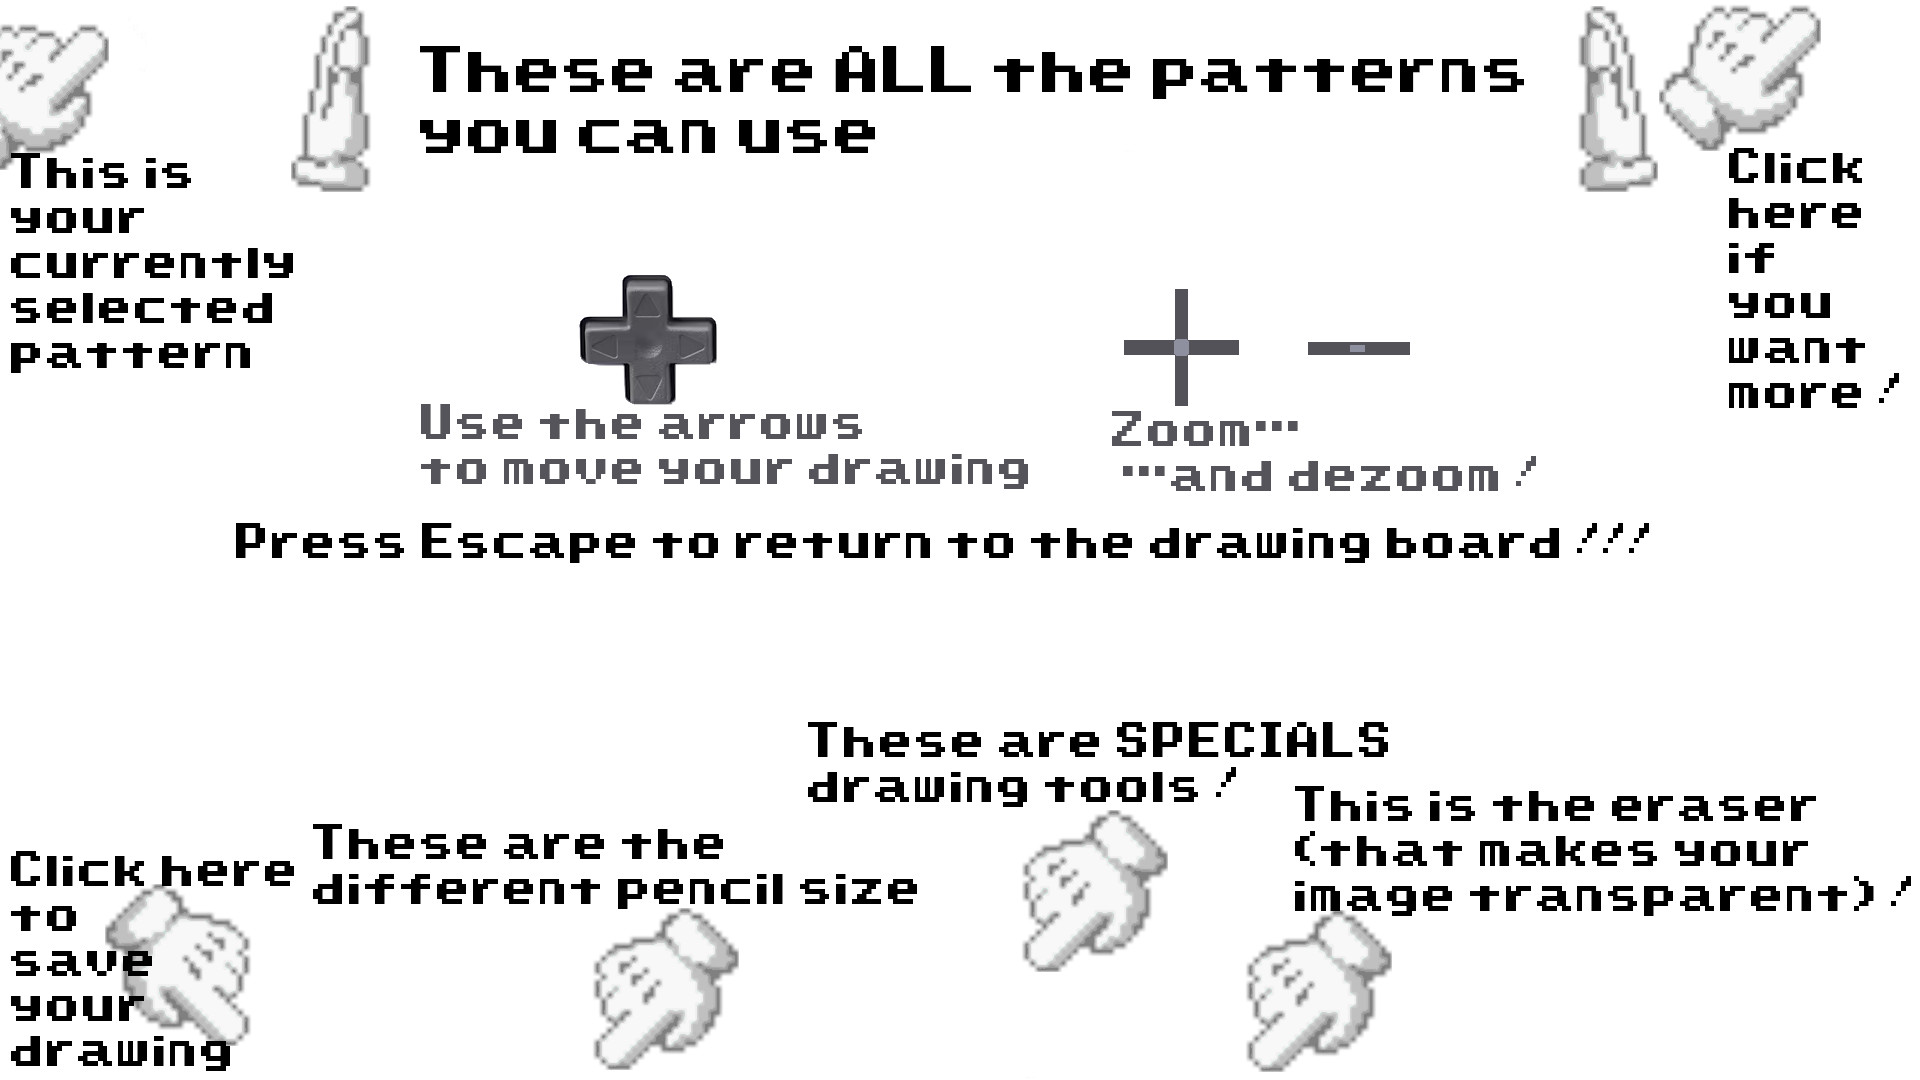 These are ALL the patterns
you can use
This is
your
currently
selected
pattern
Click
here
if
you
want
more !
Use the arrows
to move your drawing
Zoom...
...and dezoom !
Press Escape to return to the drawing board !!!
These are SPECIALS
drawing tools !
This is the eraser
(that makes your
image transparent) !
These are the
different pencil size
Click here
to
save
your
drawing